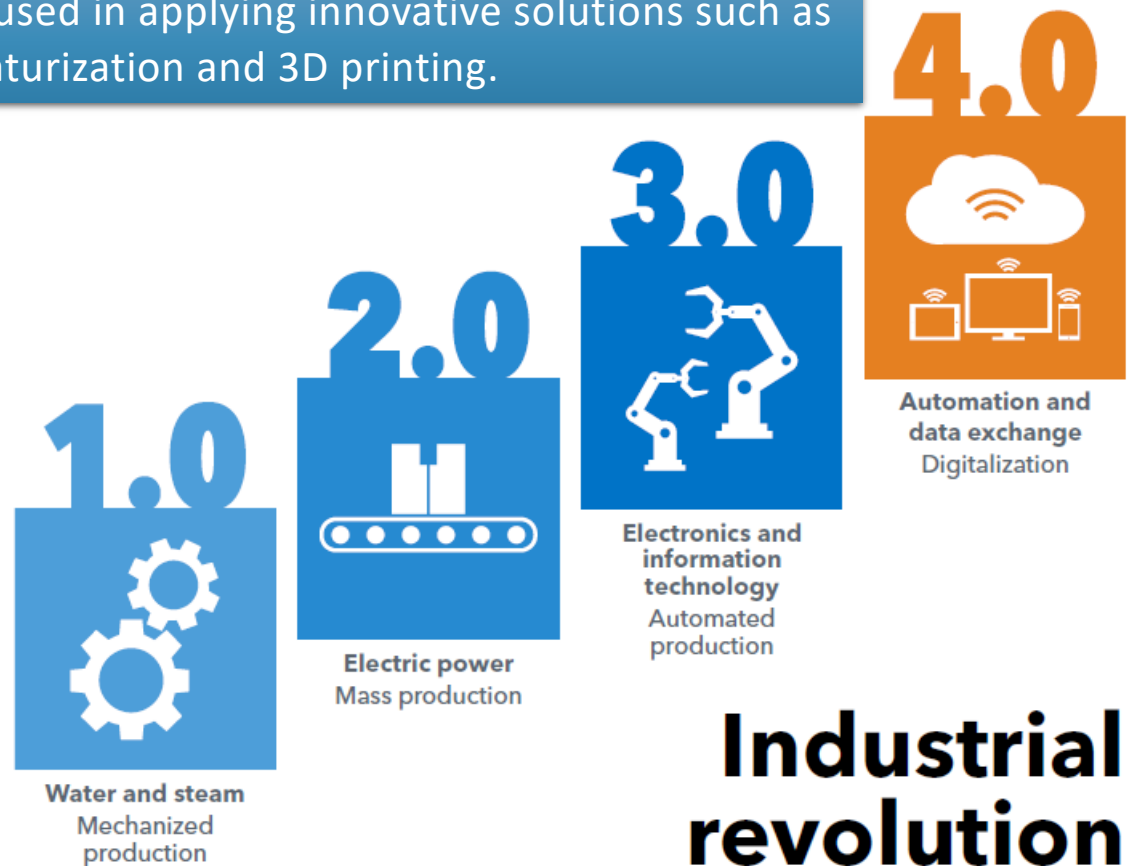 used in applying innovative solutions such as
and 3D printing.
4.0
3.0
2.0
1.0
Automation and
data exchange
Digitalization
Electronics and
information
technology
Automated
production
Electric power
Mass production
Water and steam
Mechanized
production
Industrial
revolution